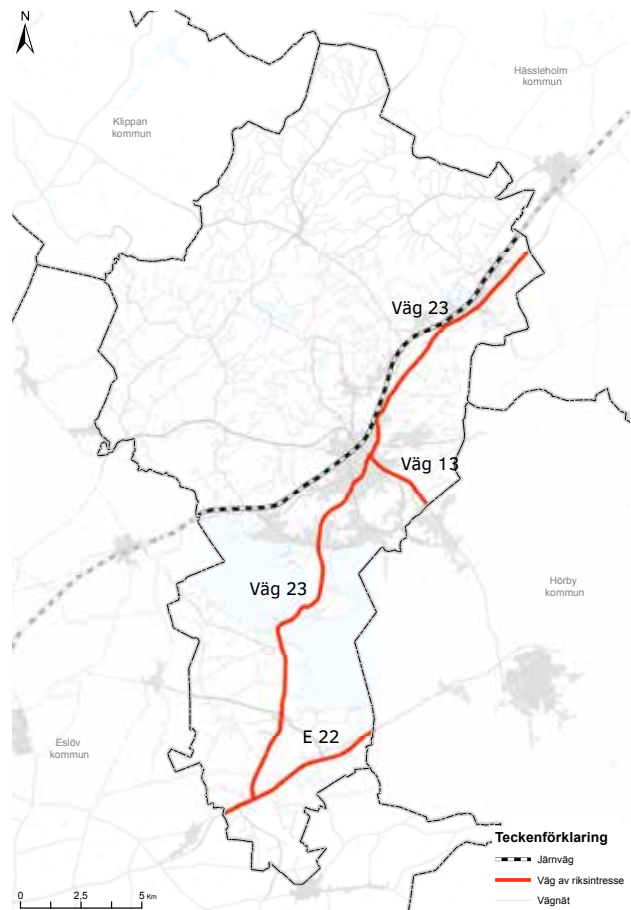 N
Hässleholm
kommun
Klippan
kommun
Väg 23
Väg 13
Väg 23
Hörby
kommun
E 22
Eslöv
kommun
Teckenförklaring
Järnväg
Väg av riksintresse
Vägnät
0 2,5 5 Km